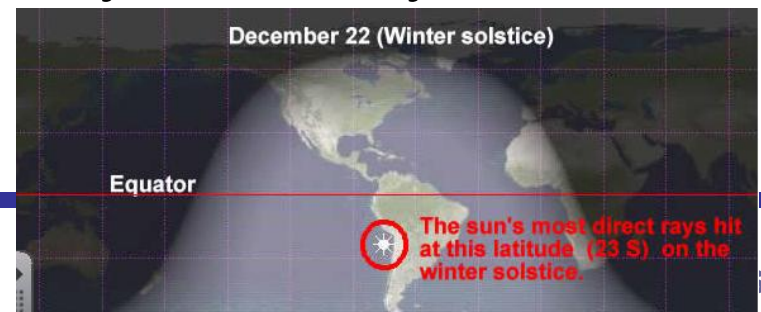 December 22 (Winter solstice)
Equator
The sun's most direct rays hit
at this latitude (23 S) on the
winter solstice.